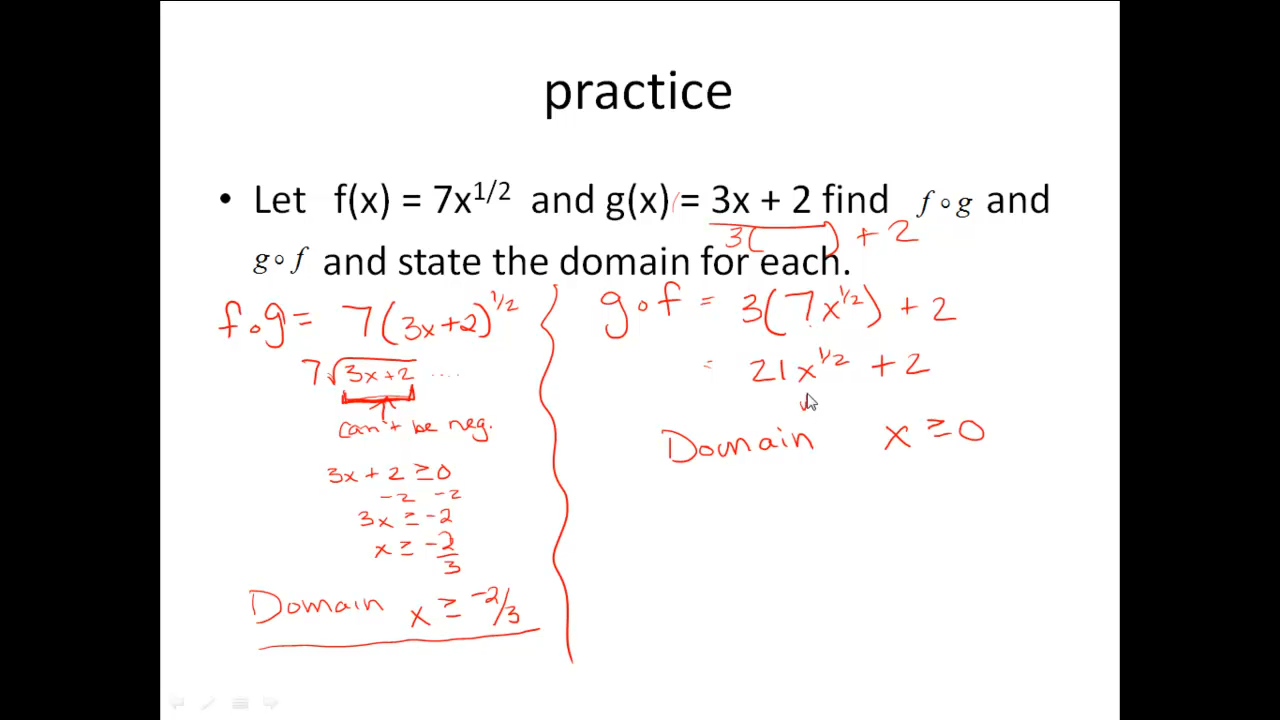 practice
• Let f(x) = 7x^{1/2} and g(x) = 3x + 2 find f∘g and
3( ) + 2
g∘f and state the domain for each.
f∘g = 7(3x+2)^{1/2}
7√3x+2 ....
can't be neg.
3x + 2 ≥ 0
-2 -2
3x ≥ -2
x ≥ -2/3
Domain x ≥ -2/3
g∘f = 3(7x^{1/2}) + 2
= 21x^{1/2} + 2
Domain x ≥ 0